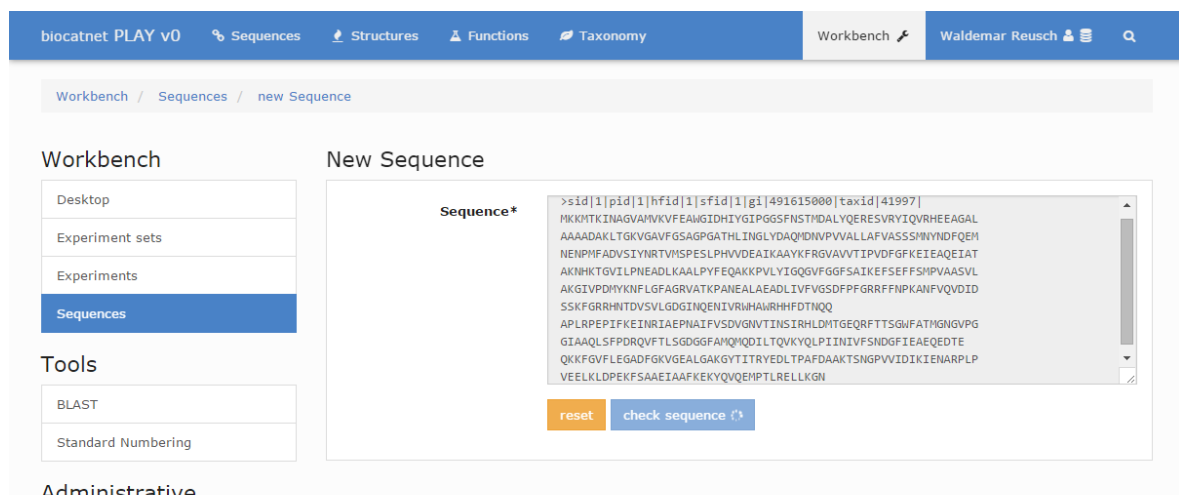 biocatnet PLAY v0 Sequences Structures Functions Taxonomy Workbench Waldemar Reusch
Workbench / Sequences / new Sequence
Workbench
Desktop
Experiment sets
Experiments
Sequences
Tools
BLAST
Standard Numbering
Administrative
New Sequence
Sequence*
>sid|1|pid|1|hfid|1|sfid|1|gi|491615000|taxid|41997|
MKKMTKINAGVAMVKVFEAWGIDHIYGIPGGSFNSTMDALYQERESVRYIQVRHEEAGAL
AAAADAKLTGKVGAVFGSAGPGATHLINGLYDAQMDNVPVVALLAFVASSSMNYNDFQEM
NENPMFADVSIYNRTVMSPESLPHVVDEAIKAAYKFRGVAVVTIPVDFGFKEIEAQEIAT
AKNHKTGVILPNEADLKAALPYFEQAKKPVLYIGQGVFGGFSAIKEFSEFFSMPVAASVL
AKGIVPDMYKNFLGFAGRVATKPANEALAEADLIVFVGSDFPFGRRFFNPKANFVQVDID
SSKFGRRHNTDVSVLGDGINQENIVRWHAWRHHFDTNQQ
APLRPEPIFKEINRIAEPNAIFVSDVGNVTINSIRHLDMTGEQRFTTSGWFATMGNGVPG
GIAAQLSFPDRQVFTLSGDGGFAMQMQDILTQVKYQLPIINIVFSNDGFIEAEQEDTE
QKKFGVFLEGADFGKVGEALGAKGYTITRYEDLTPAFDAAKTSNGPVVIDIKIENARPLP
VEELKLDPEKFSAAEIAAFKEKYQVQEMPTLRELLKGN
reset check sequence